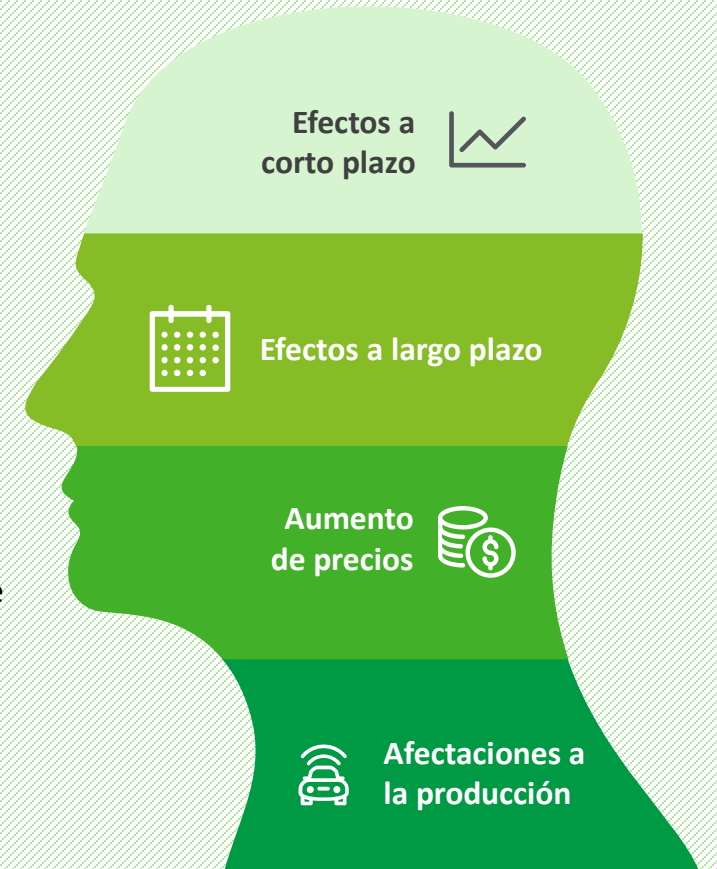 Efectos a
corto plazo
Efectos a largo plazo
Aumento
de precios
e
Afectaciones a
la producción